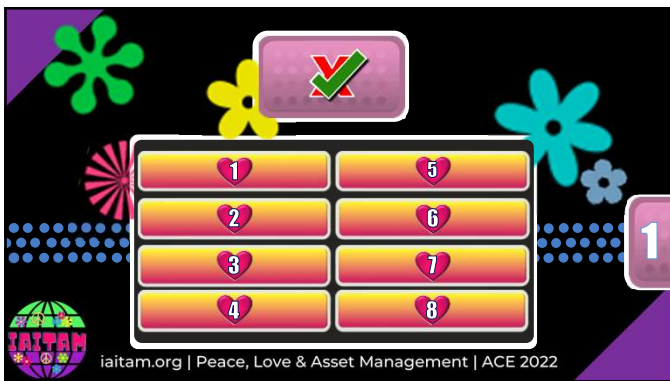 X
1 5
2 6
3 7
4 8
1
IAITAM
iaitam.org | Peace, Love & Asset Management | ACE 2022